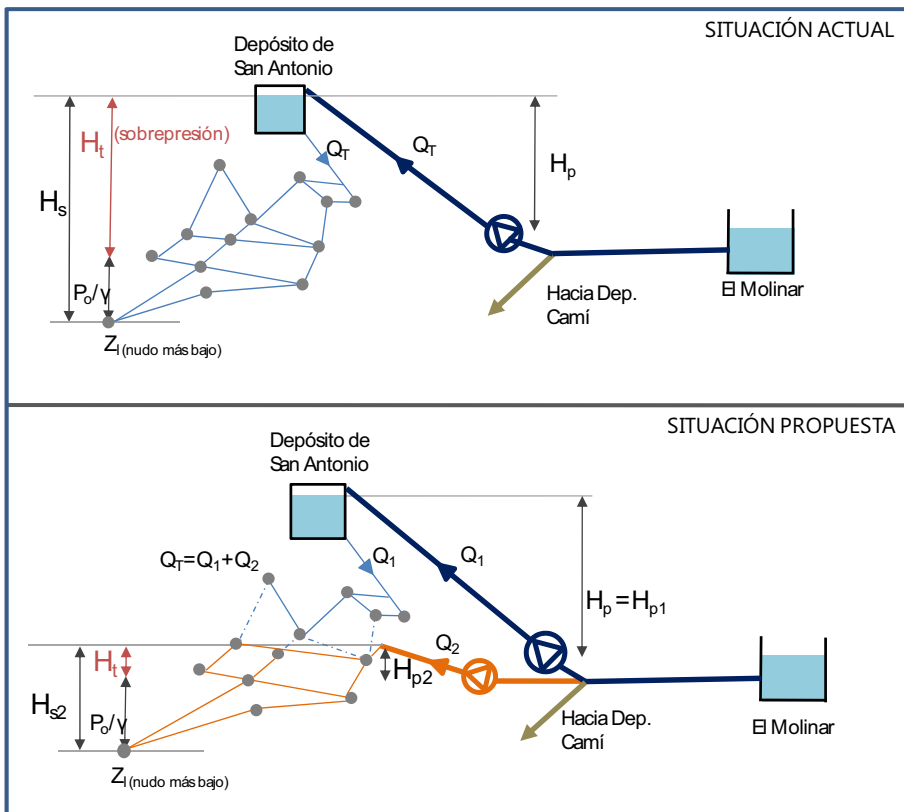 SITUACIÓN ACTUAL
Depósito de
San Antonio
Ht (sobrepresión)
QT
QT
Hp
Hs
Po/γ
Hacia Dep.
Camí
El Molinar
Zl (nudo más bajo)
SITUACIÓN PROPUESTA
Depósito de
San Antonio
QT=Q1+Q2
Q1
Q1
Hp=Hp1
Q2
Ht
Hp2
Hs2
Po/γ
Hacia Dep.
Camí
El Molinar
Zl (nudo más bajo)